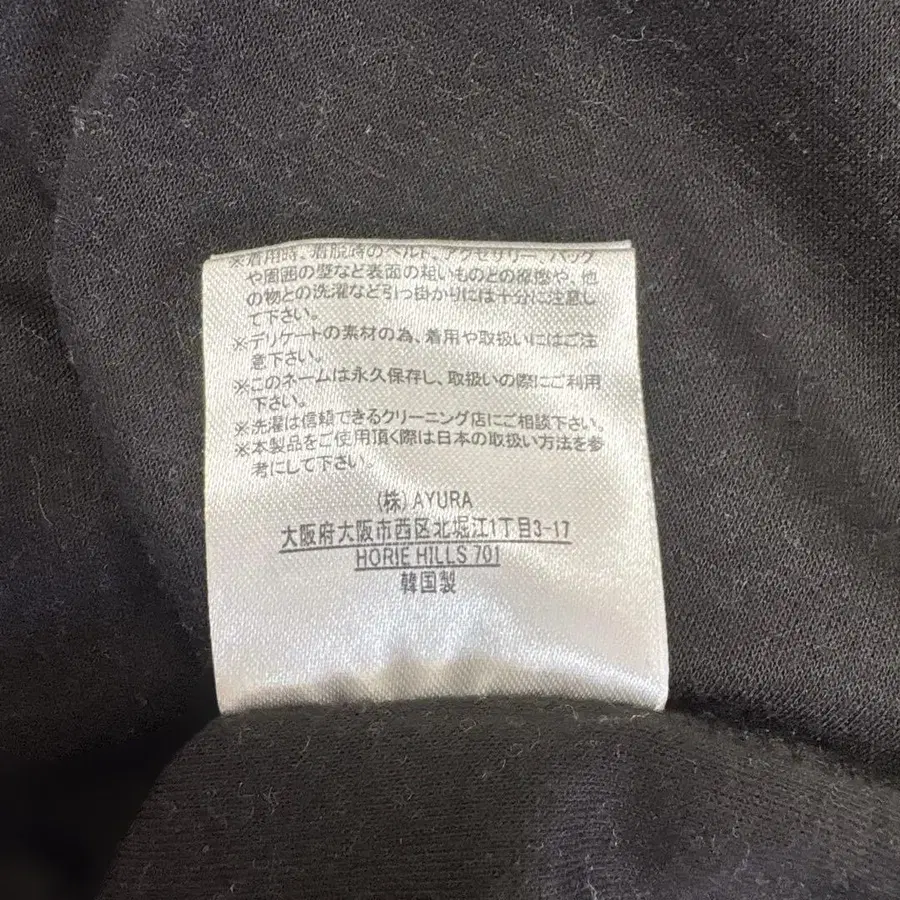 ※着用時、着脱時のベルト、アクセサリー、バック
や周囲の壁など表面の粗いものとの摩擦や、他
の物との洗濯など引っ掛かりには十分に注意し
て下さい。
※デリケートの素材の為、着用や取扱いにはご注
意下さい。
※このネームは永久保存し、取扱いの際にご利用
下さい。
※洗濯は信頼できるクリーニング店にご相談下さい。
※本製品をご使用頂く際は日本の取扱い方法を参
考にして下さい。
(株)AYURA
大阪府大阪市西区北堀江1丁目3-17
HORIE HILLS 701
韓国製